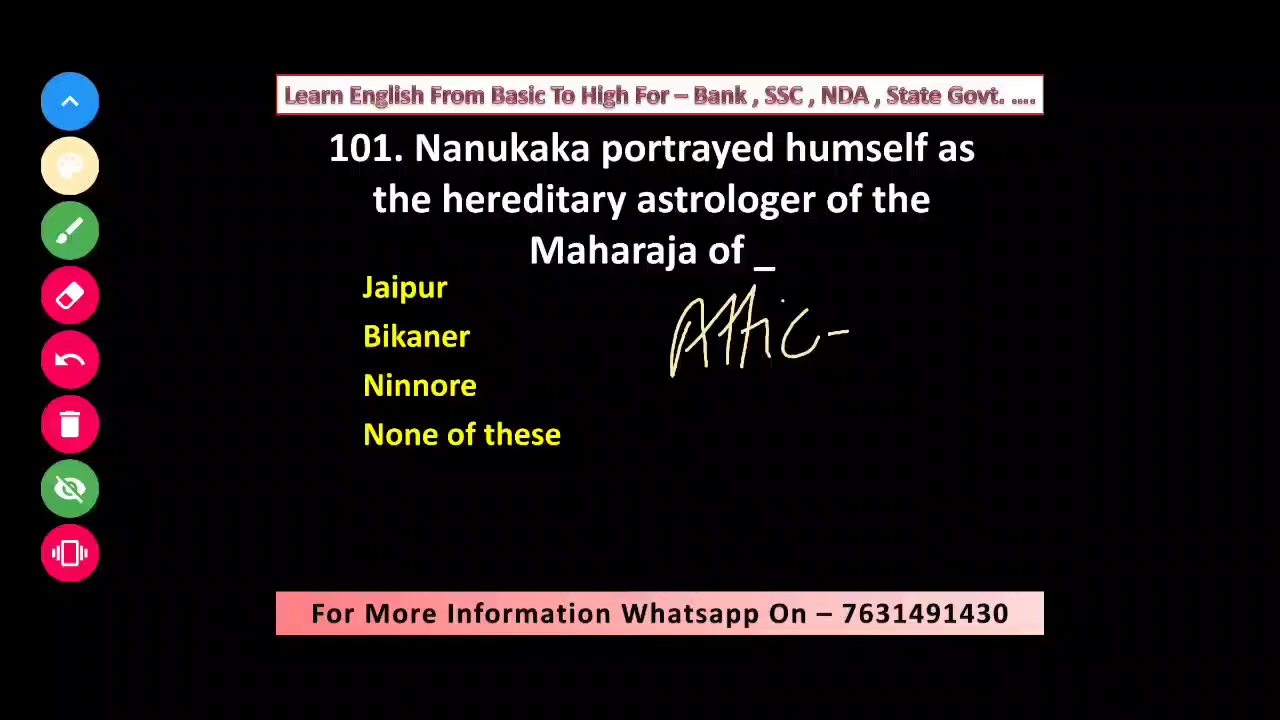 Learn English From Basic To High For – Bank , SSC , NDA , State Govt. ....
101. Nanukaka portrayed humself as
the hereditary astrologer of the
Maharaja of _
Jaipur
Bikaner
Ninnore
None of these
Attic-
For More Information Whatsapp On – 7631491430